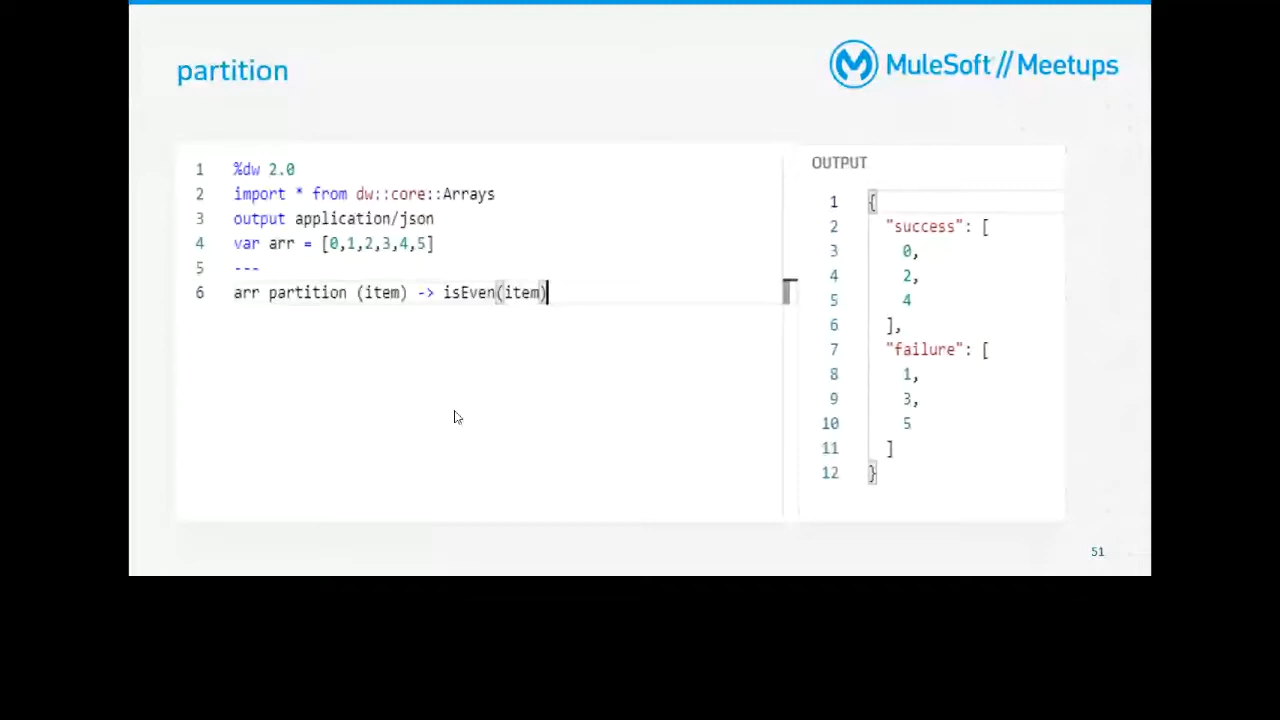 partition
MuleSoft // Meetups
1 %dw 2.0
2 import * from dw::core::Arrays
3 output application/json
4 var arr = [0,1,2,3,4,5]
5 ---
6 arr partition (item) -> isEven(item)
OUTPUT
1 {
2 "success": [
3 0,
4 2,
5 4
6 ],
7 "failure": [
8 1,
9 3,
10 5
11 ]
12 }
51